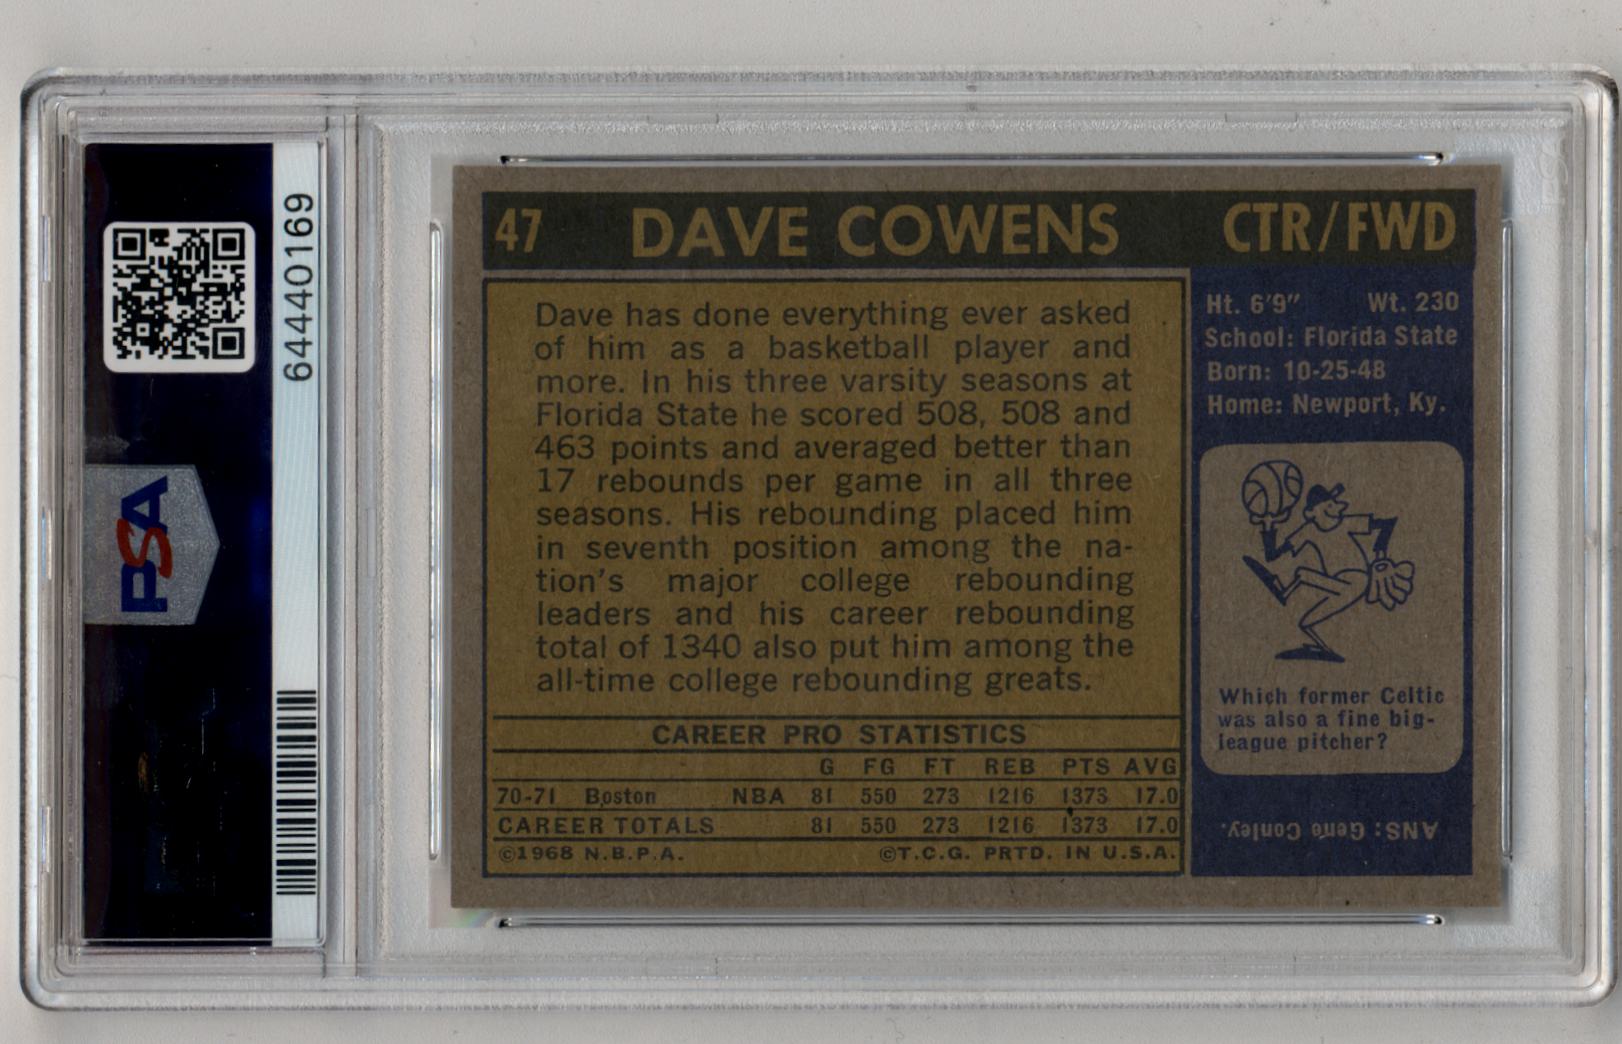 64440169
PSA
47 DAVE COWENS CTR/FWD
Dave has done everything ever asked
of him as a basketball player and
more. In his three varsity seasons at
Florida State he scored 508, 508 and
463 points and averaged better than
17 rebounds per game in all three
seasons. His rebounding placed him
in seventh position among the na-
tion's major college rebounding
leaders and his career rebounding
total of 1340 also put him among the
all-time college rebounding greats.
CAREER PRO STATISTICS
G FG FT REB PTS AVG
70-71 Boston NBA 81 550 273 1216 1373 17.0
CAREER TOTALS 81 550 273 1216 1373 17.0
©1968 N.B.P.A. ©T.C.G. PRTD. IN U.S.A.
Ht. 6'9" Wt. 230
School: Florida State
Born: 10-25-48
Home: Newport, Ky.
Which former Celtic
was also a fine big-
league pitcher?
ANS: Gene Conley.